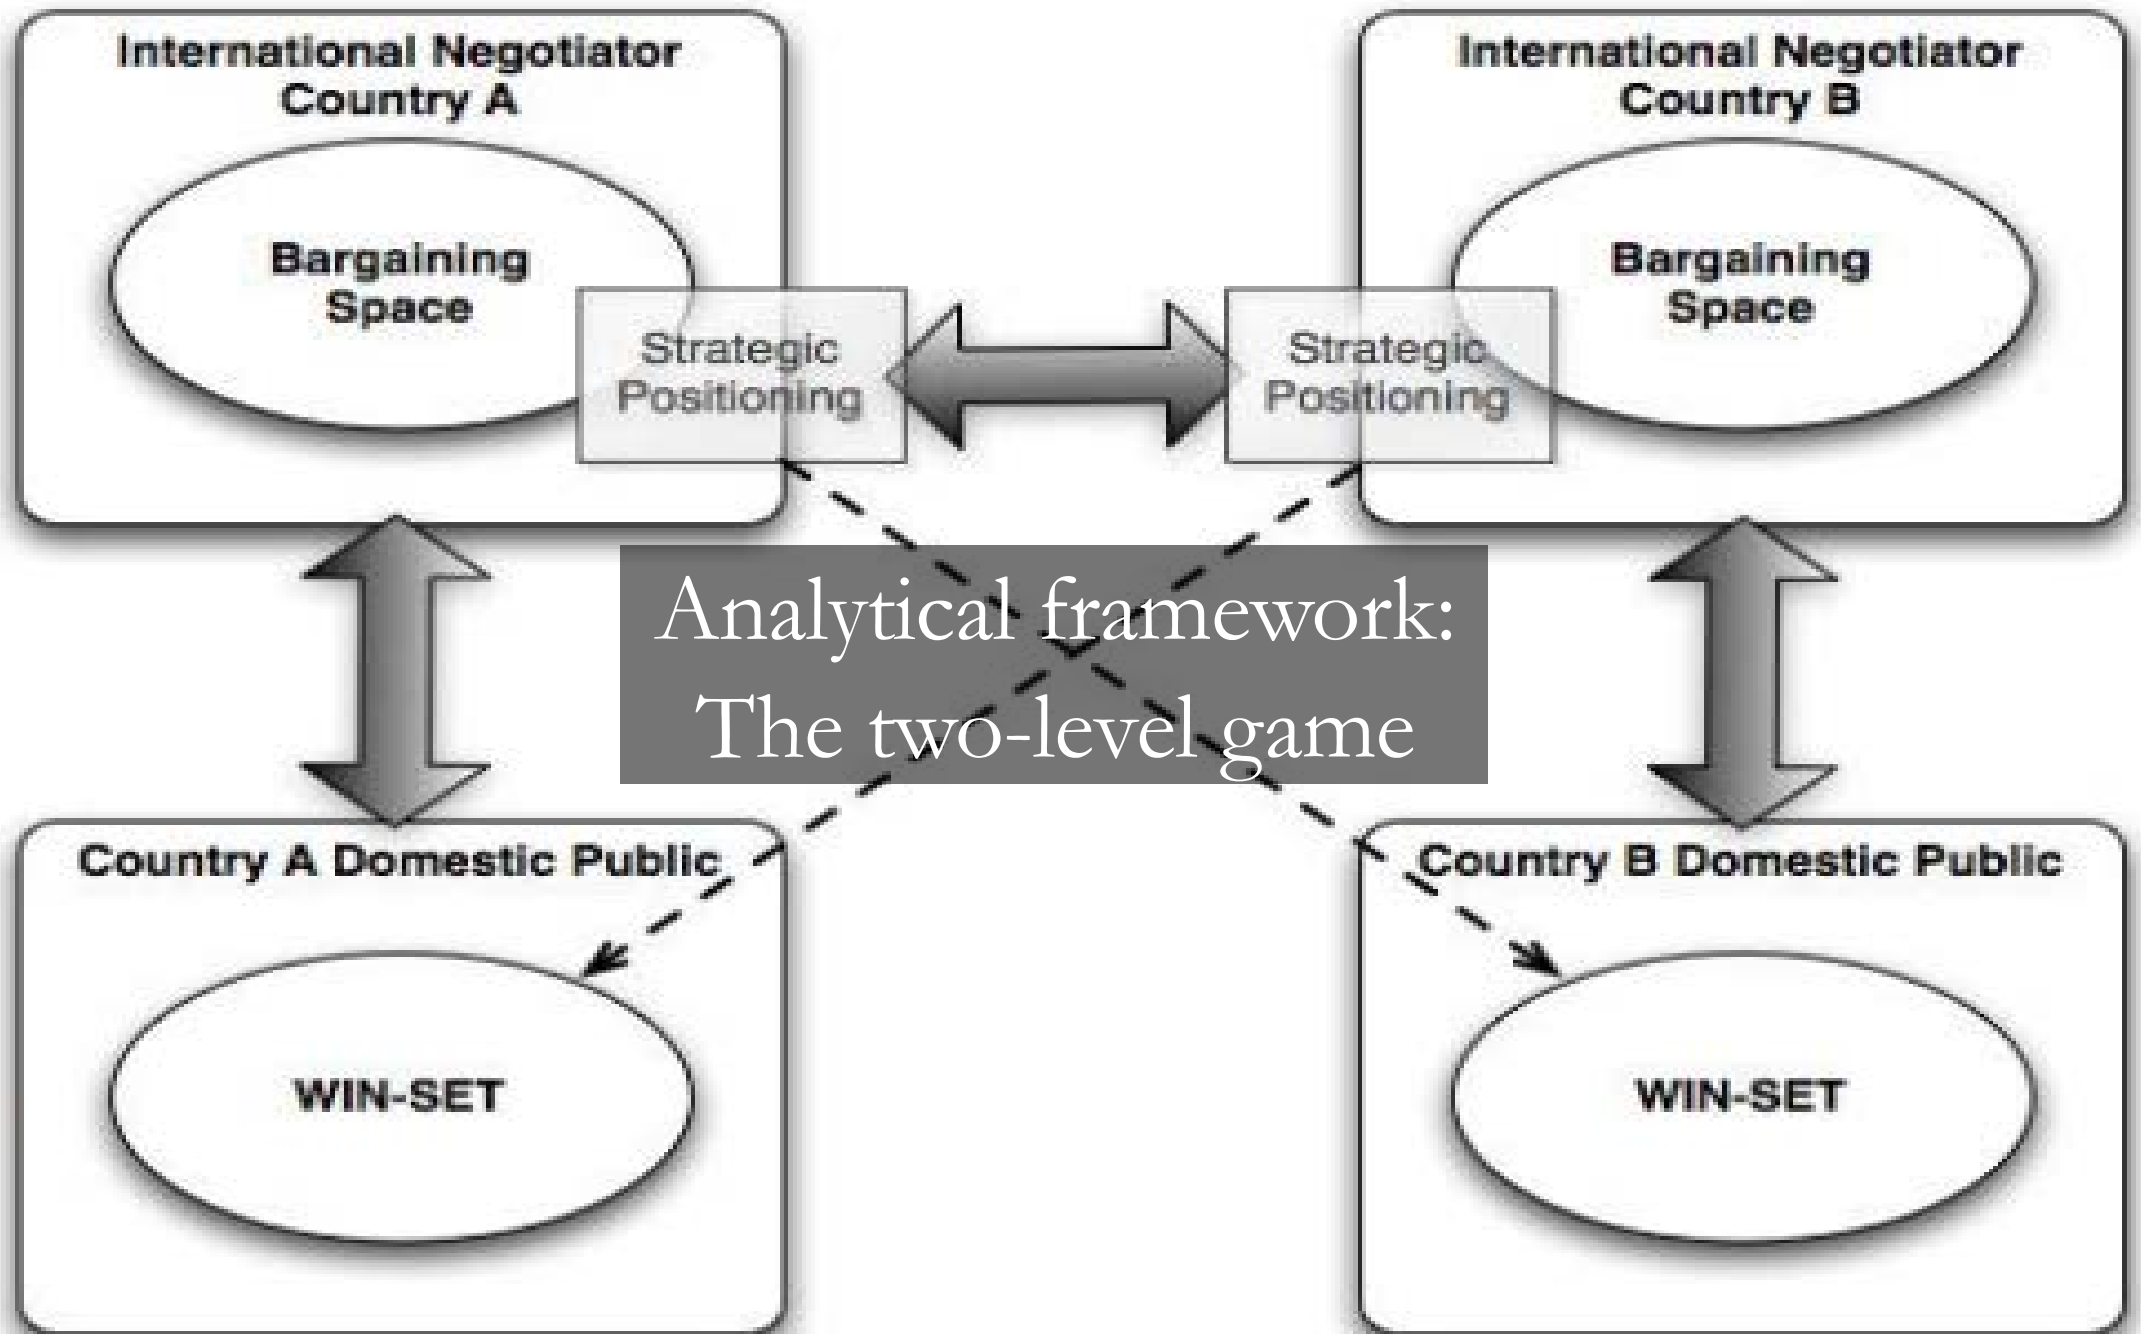 International Negotiator
Country A
Bargaining
Space
Strategic
Positioning
International Negotiator
Country B
Bargaining
Space
Strategic
Positioning
Analytical framework:
The two-level game
Country A Domestic Public
WIN-SET
Country B Domestic Public
WIN-SET